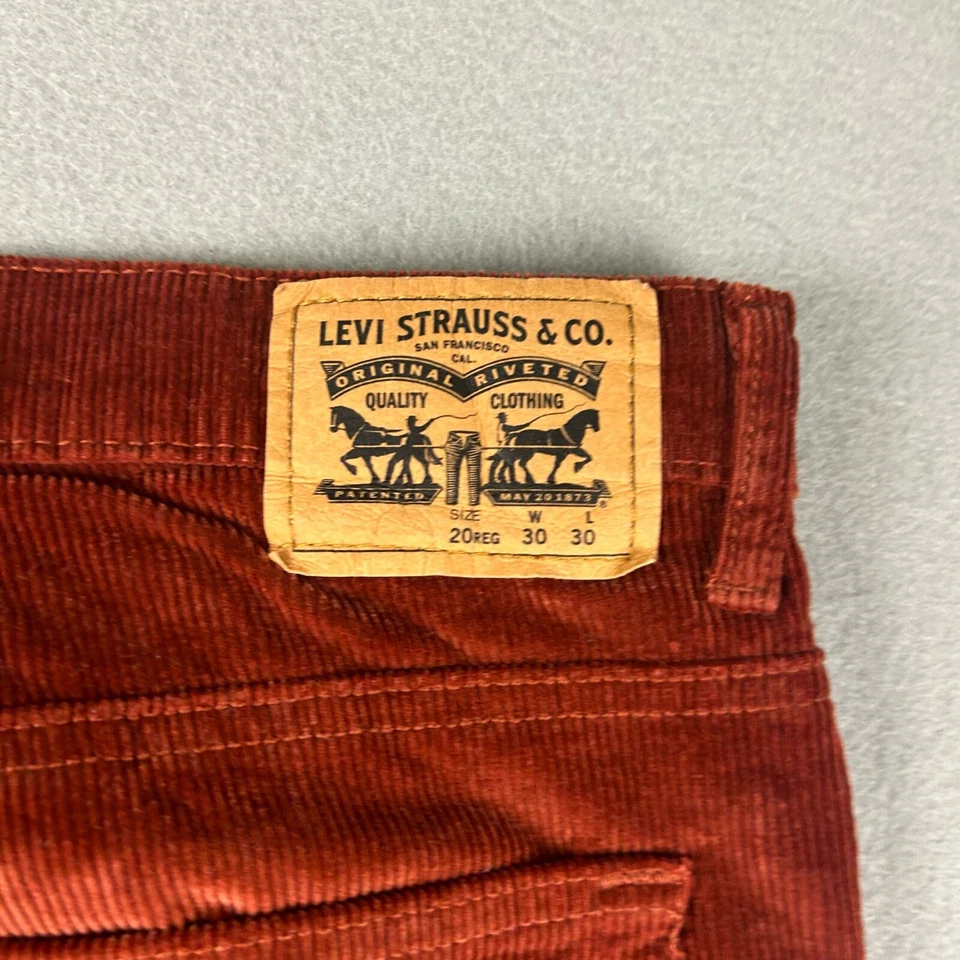 LEVI STRAUSS & CO.
SAN FRANCISCO
CAL.
ORIGINAL RIVETED
QUALITY CLOTHING
PATENTED MAY 20 1873 ®
SIZE W L
20REG 30 30